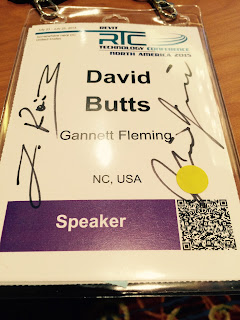 REVIT
RTC
TECHNOLOGY CONFERENCE
NORTH AMERICA 2015
David
Butts
Gannett Fleming
NC, USA
Speaker